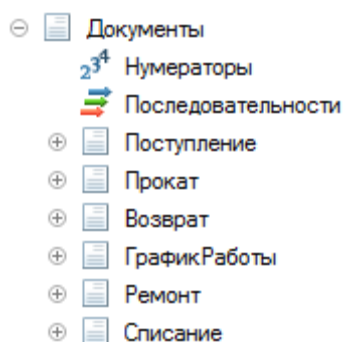 Документы
Нумераторы
Последовательности
Поступление
Прокат
Возврат
ГрафикРаботы
Ремонт
Списание